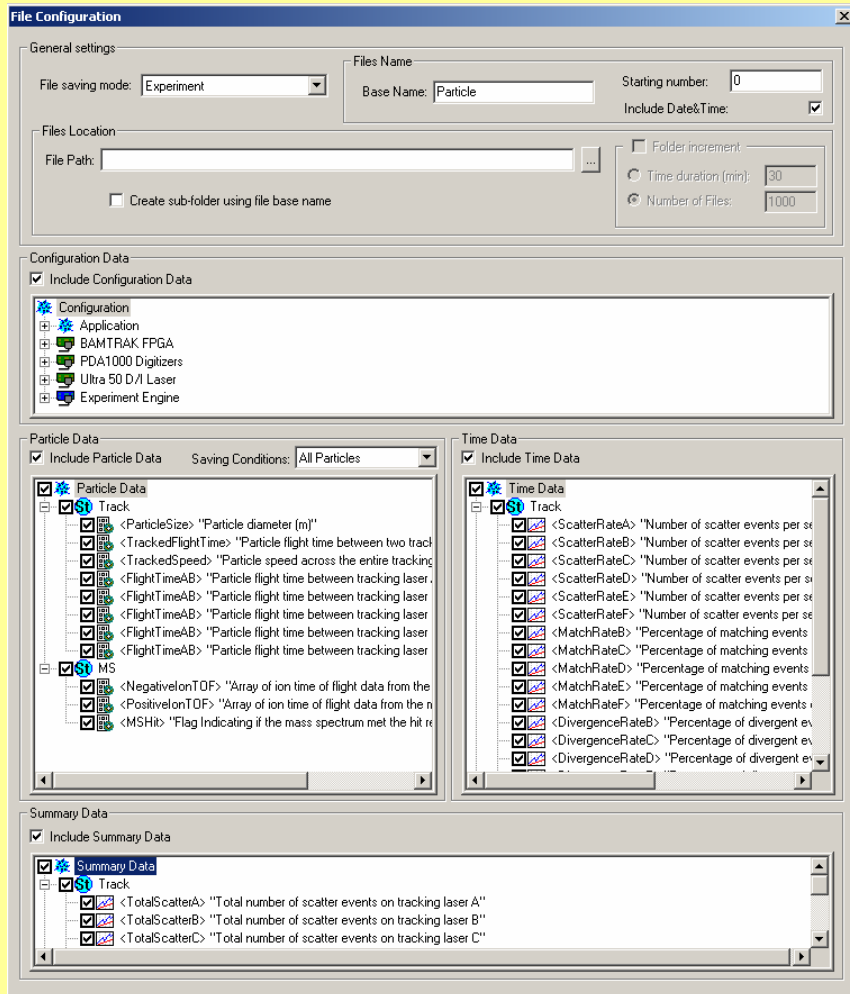 File Configuration
General settings
File saving mode: Experiment
Files Name
Base Name: Particle
Starting number: 0
Include Date&Time:
Files Location
File Path:
...
Create sub-folder using file base name
Folder increment
Time duration (min): 30
Number of Files: 1000
Configuration Data
Include Configuration Data
Configuration
Application
BAMTRAK FPGA
PDA1000 Digitizers
Ultra 50 D/I Laser
Experiment Engine
Particle Data
Include Particle Data Saving Conditions: All Particles
Particle Data
St Track
<ParticleSize> "Particle diameter (m)"
<TrackedFlightTime> "Particle flight time between two track
<TrackedSpeed> "Particle speed across the entire tracking
<FlightTimeAB> "Particle flight time between tracking laser
<FlightTimeAB> "Particle flight time between tracking laser
<FlightTimeAB> "Particle flight time between tracking laser
<FlightTimeAB> "Particle flight time between tracking laser
<FlightTimeAB> "Particle flight time between tracking laser
St MS
<NegativeIonTOF> "Array of ion time of flight data from the
<PositiveIonTOF> "Array of ion time of flight data from the
<MSHit> "Flag Indicating if the mass spectrum met the hit
Time Data
Include Time Data
Time Data
St Track
<ScatterRateA> "Number of scatter events per
<ScatterRateB> "Number of scatter events per
<ScatterRateC> "Number of scatter events per
<ScatterRateD> "Number of scatter events per
<ScatterRateE> "Number of scatter events per
<ScatterRateF> "Number of scatter events per
<MatchRateB> "Percentage of matching events
<MatchRateC> "Percentage of matching events
<MatchRateD> "Percentage of matching events
<MatchRateE> "Percentage of matching events
<MatchRateF> "Percentage of matching events
<DivergenceRateB> "Percentage of divergent
<DivergenceRateC> "Percentage of divergent
<DivergenceRateD> "Percentage of divergent
Summary Data
Include Summary Data
Summary Data
St Track
<TotalScatterA> "Total number of scatter events on tracking laser A"
<TotalScatterB> "Total number of scatter events on tracking laser B"
<TotalScatterC> "Total number of scatter events on tracking laser C"